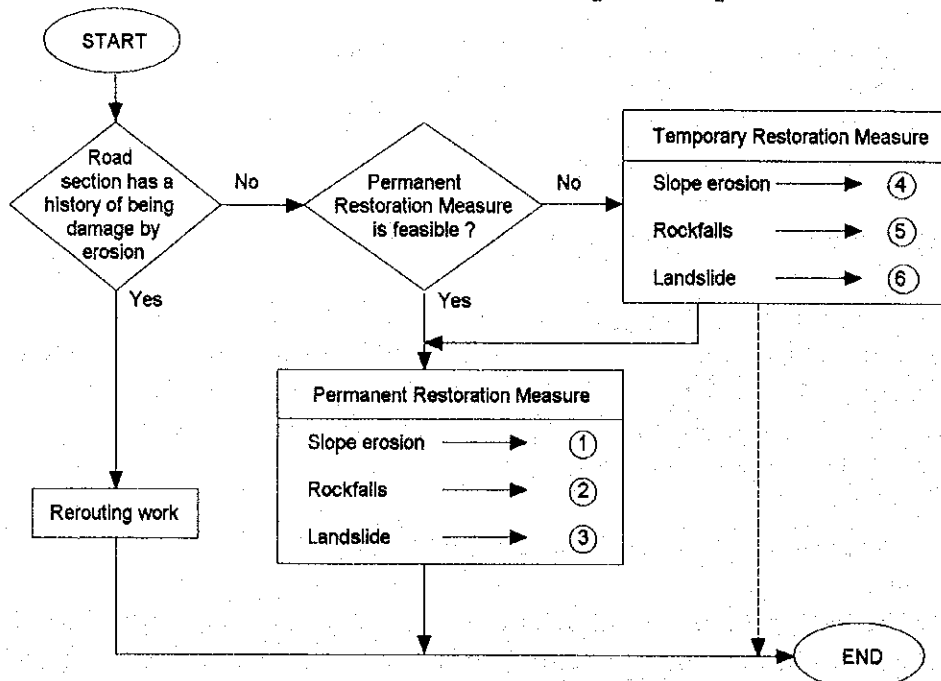 START
Road
section has a
history of being
damage by
erosion
No
Permanent
Restoration Measure
is feasible ?
No
Temporary Restoration Measure
Slope erosion 4
Rockfalls 5
Landslide 6
Yes
Yes
Permanent Restoration Measure
Slope erosion 1
Rockfalls 2
Landslide 3
Rerouting work
END